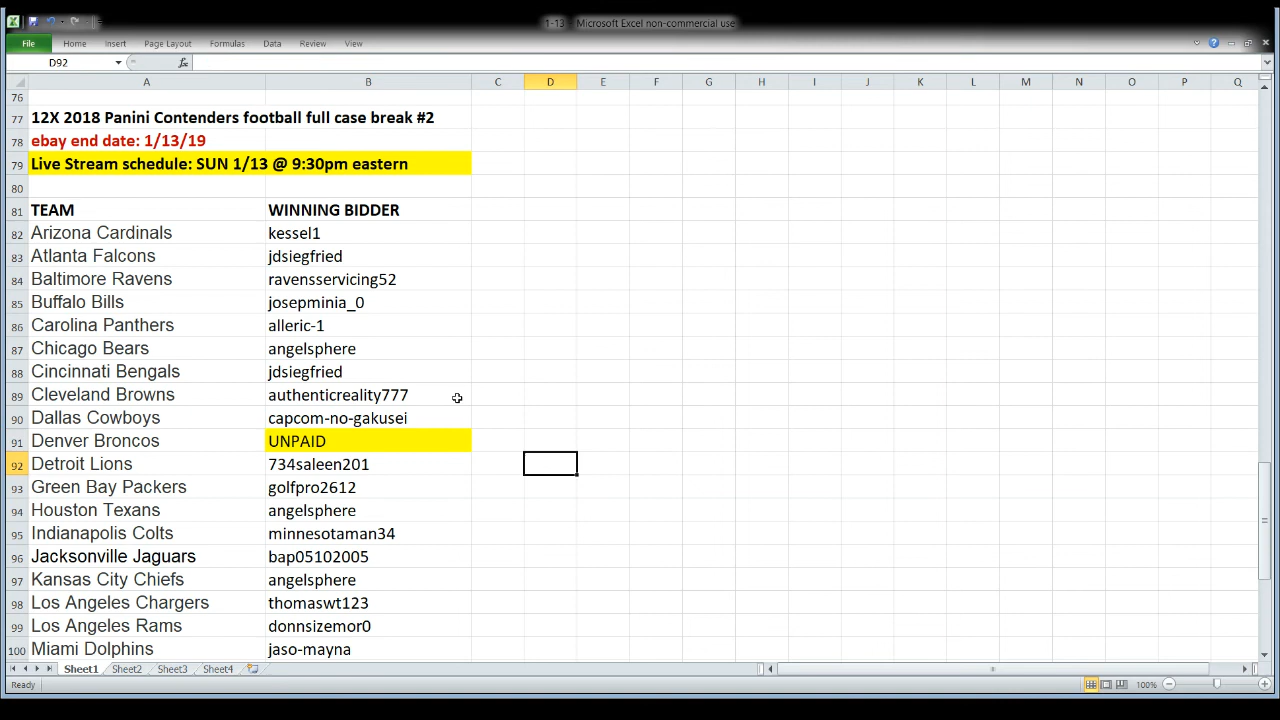 1-13 - Microsoft Excel non-commercial use
File Home Insert Page Layout Formulas Data Review View
D92 fx
A B C D E F G H I J K L M N O P Q
76
77 12X 2018 Panini Contenders football full case break #2
78 ebay end date: 1/13/19
79 Live Stream schedule: SUN 1/13 @ 9:30pm eastern
80
81 TEAM WINNING BIDDER
82 Arizona Cardinals kessel1
83 Atlanta Falcons jdsiegfried
84 Baltimore Ravens ravensservicing52
85 Buffalo Bills josepminia_0
86 Carolina Panthers alleric-1
87 Chicago Bears angelsphere
88 Cincinnati Bengals jdsiegfried
89 Cleveland Browns authenticreality777
90 Dallas Cowboys capcom-no-gakusei
91 Denver Broncos UNPAID
92 Detroit Lions 734saleen201
93 Green Bay Packers golfpro2612
94 Houston Texans angelsphere
95 Indianapolis Colts minnesotaman34
96 Jacksonville Jaguars bap05102005
97 Kansas City Chiefs angelsphere
98 Los Angeles Chargers thomaswt123
99 Los Angeles Rams donnsizemor0
100 Miami Dolphins jaso-mayna
Sheet1 Sheet2 Sheet3 Sheet4
Ready 100%